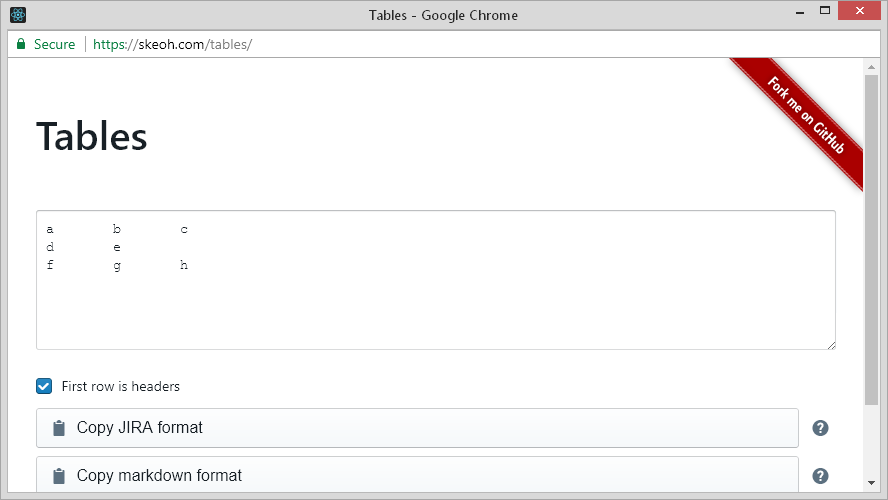 Tables - Google Chrome
Secure https://skeoh.com/tables/
Fork me on GitHub
Tables
a b c
d e
f g h
First row is headers
Copy JIRA format ?
Copy markdown format ?